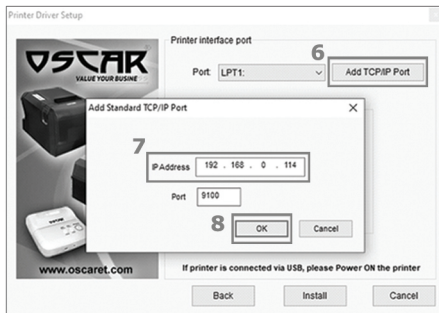 Printer Driver Setup
OSCAR
VALUE YOUR BUSINE
Printer interface port
6
Port: LPT1: Add TCP/IP Port
Add Standard TCP/IP Port
7
IP Address 192 . 168 . 0 . 114
Port 9100
8
OK Cancel
www.oscaret.com
If printer is connected via USB, please Power ON the printer
Back Install Cancel